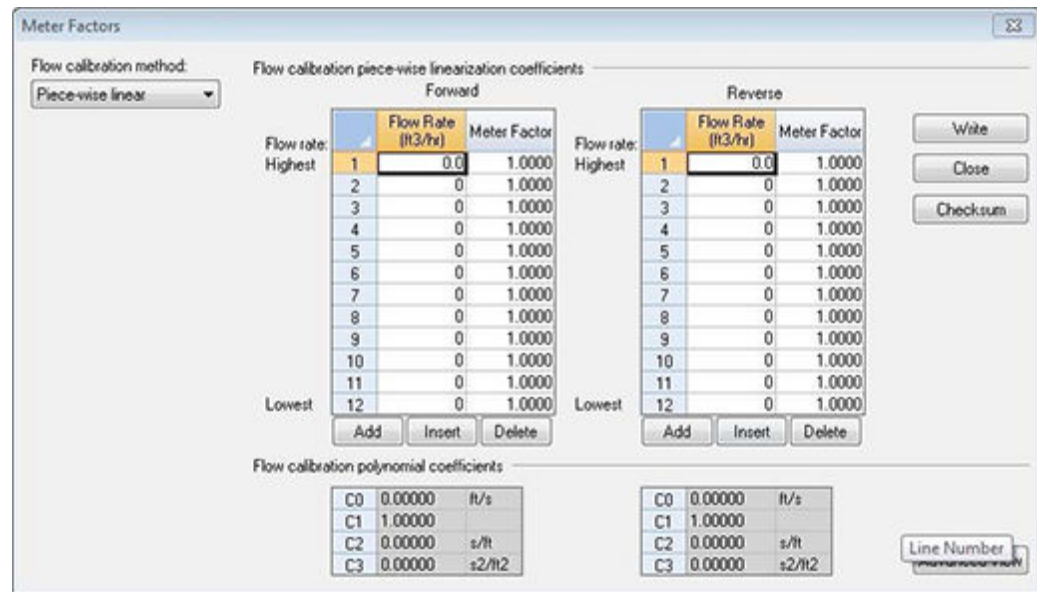 Meter Factors
Flow calibration method:
Piece-wise linear
Flow calibration piece-wise linearization coefficients
Forward
Reverse
Flow Rate (ft3/hr) Meter Factor
Flow Rate (ft3/hr) Meter Factor
Flow rate:
Flow rate:
Highest 1 0.0 1.0000 Highest 1 0.0 1.0000
2 0 1.0000 2 0 1.0000
3 0 1.0000 3 0 1.0000
4 0 1.0000 4 0 1.0000
5 0 1.0000 5 0 1.0000
6 0 1.0000 6 0 1.0000
7 0 1.0000 7 0 1.0000
8 0 1.0000 8 0 1.0000
9 0 1.0000 9 0 1.0000
10 0 1.0000 10 0 1.0000
11 0 1.0000 11 0 1.0000
Lowest 12 0 1.0000 Lowest 12 0 1.0000
Add Insert Delete Add Insert Delete
Write
Close
Checksum
Flow calibration polynomial coefficients
C0 0.00000 ft/s C0 0.00000 ft/s
C1 1.00000 C1 1.00000
C2 0.00000 s/ft C2 0.00000 s/ft
C3 0.00000 s2/ft2 C3 0.00000 s2/ft2
Line Number